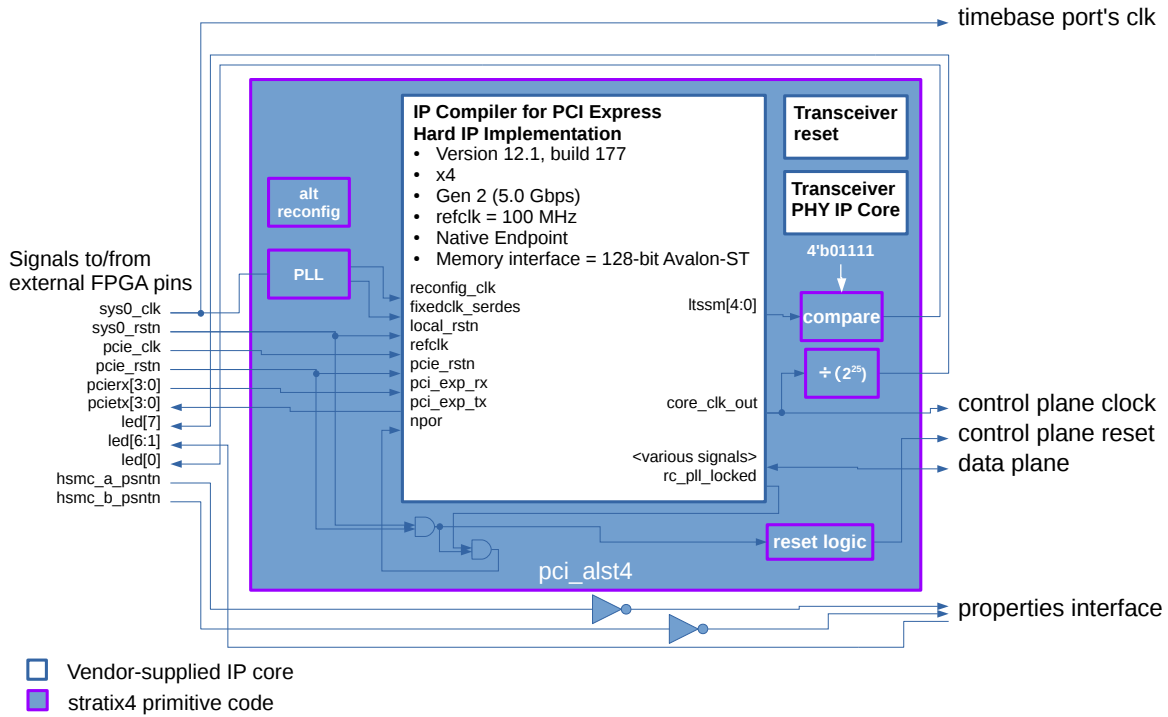 timebase port's clk
IP Compiler for PCI Express
Hard IP Implementation
• Version 12.1, build 177
• x4
• Gen 2 (5.0 Gbps)
• refclk = 100 MHz
• Native Endpoint
• Memory interface = 128-bit Avalon-ST
Transceiver
reset
Transceiver
PHY IP Core
alt
reconfig
PLL
4'b01111
compare
÷(2²⁵)
Signals to/from
external FPGA pins
sys0_clk
sys0_rstn
pcie_clk
pcie_rstn
pcierx[3:0]
pcietx[3:0]
led[7]
led[6:1]
led[0]
hsmc_a_psntn
hsmc_b_psntn
reconfig_clk
fixedclk_serdes
local_rstn
refclk
pcie_rstn
pci_exp_rx
pci_exp_tx
npor
ltssm[4:0]
core_clk_out
<various signals>
rc_pll_locked
control plane clock
control plane reset
data plane
reset logic
pci_alst4
properties interface
Vendor-supplied IP core
stratix4 primitive code